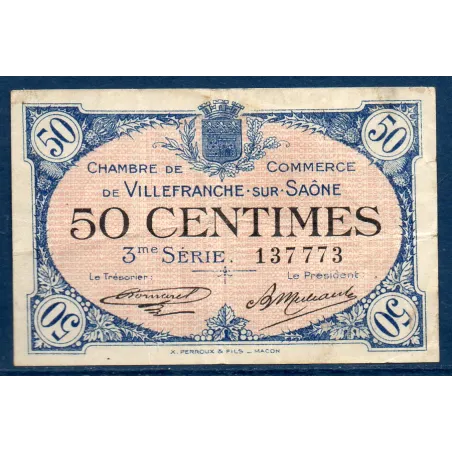 50 50
CHAMBRE DE COMMERCE
DE VILLEFRANCHE-SUR-SAÔNE
50 CENTIMES
3me SÉRIE. 137773
Le Trésorier: Le Président
50 50
X. PERROUX & FILS _ MACON